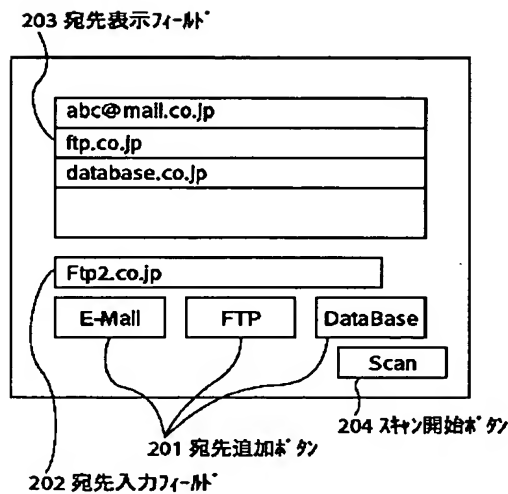 203 宛先表示ﾌｨｰﾙﾄﾞ
abc@mail.co.jp
ftp.co.jp
database.co.jp
Ftp2.co.jp
E-Mail FTP DataBase
Scan
204 ｽｷｬﾝ開始ﾎﾞﾀﾝ
201 宛先追加ﾎﾞﾀﾝ
202 宛先入力ﾌｨｰﾙﾄﾞ